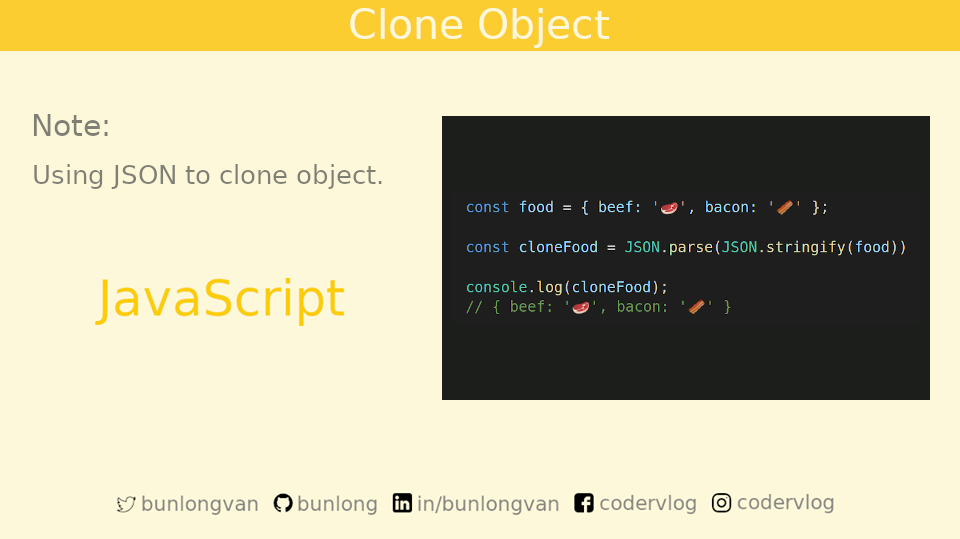 Clone Object
Note:
Using JSON to clone object.
JavaScript
const food = { beef: '🥩', bacon: '🥓' };
const cloneFood = JSON.parse(JSON.stringify(food))
console.log(cloneFood);
// { beef: '🥩', bacon: '🥓' }
bunlongvan bunlong in/bunlongvan codervlog codervlog